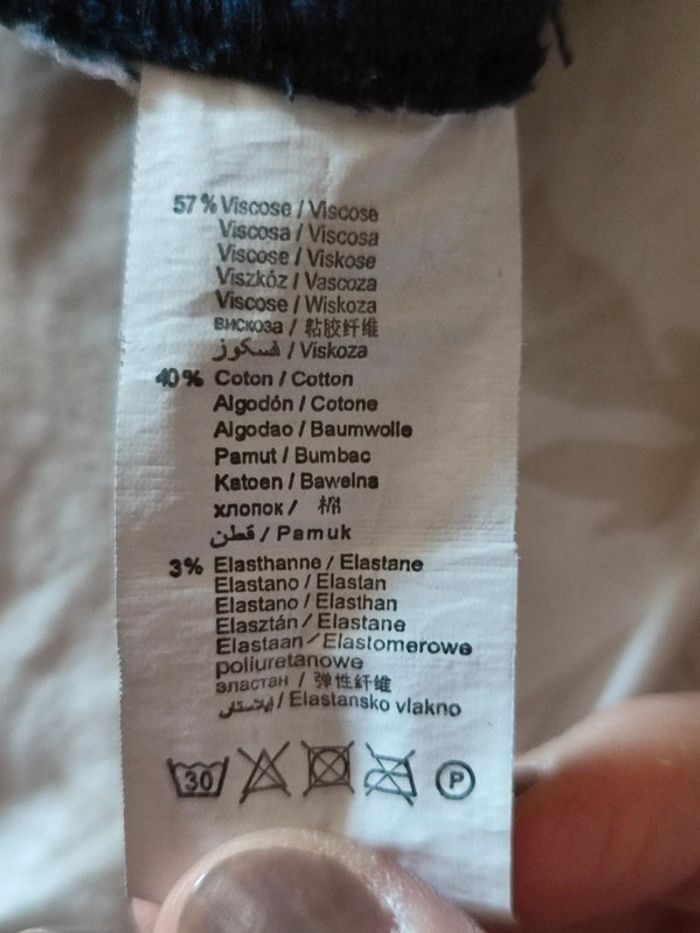 57% Viscose / Viscose
Viscosa / Viscosa
Viscose / Viskose
Viszkóz / Vascoza
Viscose / Wiskoza
вискоза / 粘胶纤维
فسكوز / Viskoza
40% Coton / Cotton
Algodón / Cotone
Algodao / Baumwolle
Pamut / Bumbac
Katoen / Bawelna
хлопок / 棉
قطن / Pamuk
3% Elasthanne / Elastane
Elastano / Elastan
Elastano / Elasthan
Elasztán / Elastane
Elastaan / Elastomerowe
poliuretanowe
эластан / 弹性纤维
إيلاستان / Elastansko vlakno
30 P